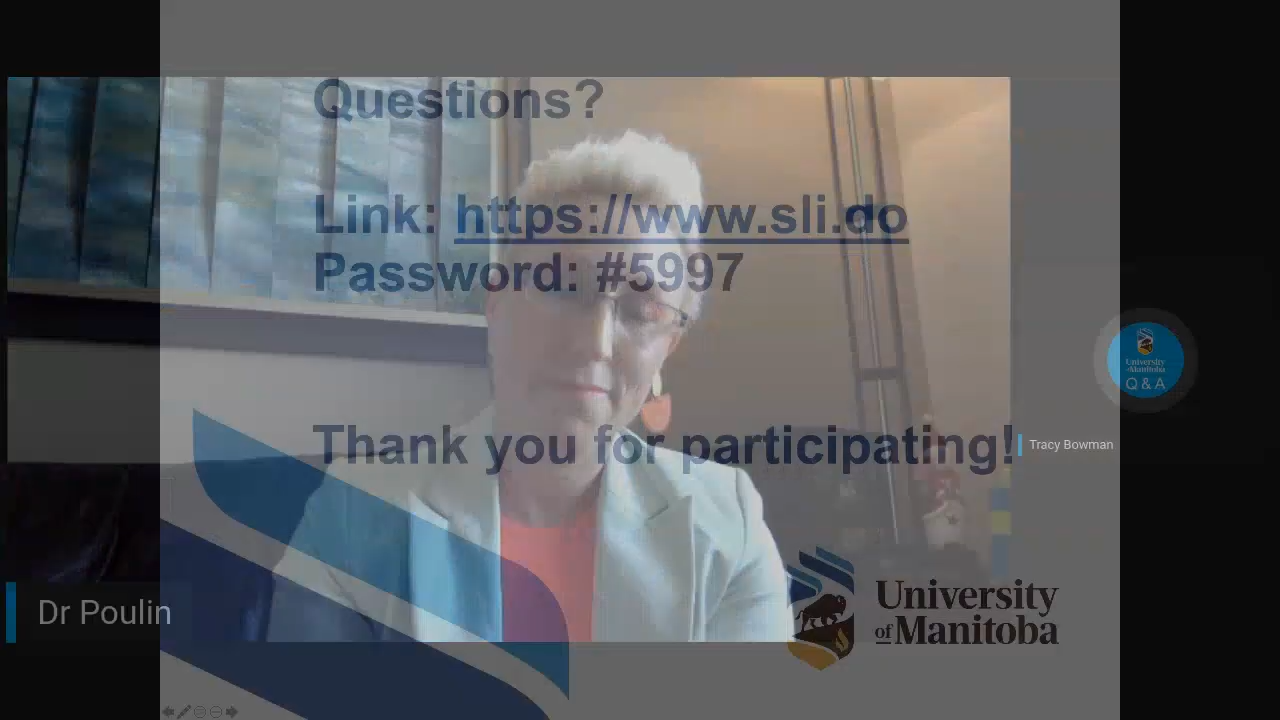 Questions?
Link: https://www.sli.do
Password: #5997
Thank you for participating!
Tracy Bowman
University
of Manitoba
Q & A
Dr Poulin
University
of Manitoba